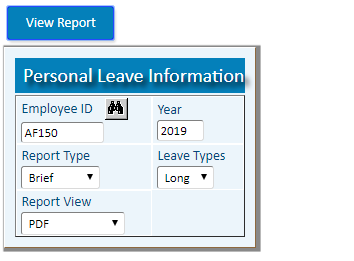 View Report
Personal Leave Information
Employee ID
Year
AF150
2019
Report Type
Leave Types
Brief
Long
Report View
PDF